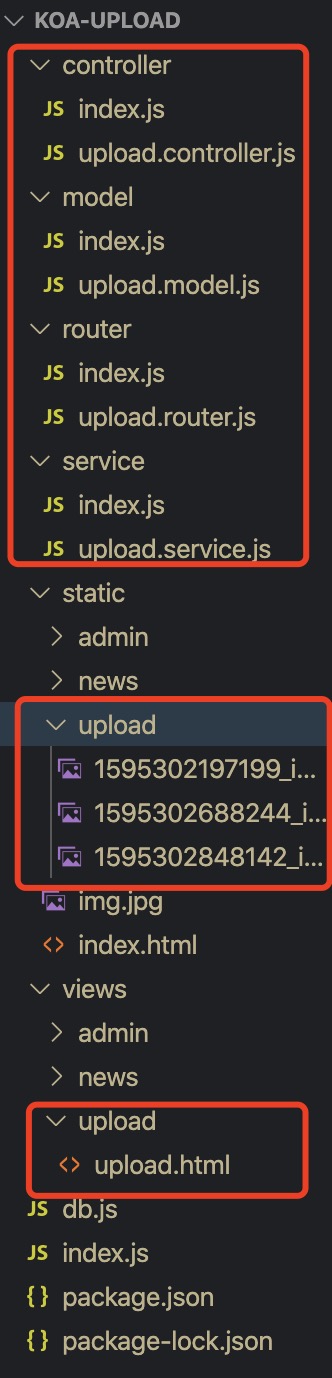 KOA-UPLOAD
controller
JS index.js
JS upload.controller.js
model
JS index.js
JS upload.model.js
router
JS index.js
JS upload.router.js
service
JS index.js
JS upload.service.js
static
admin
news
upload
1595302197199_i...
1595302688244_i...
1595302848142_i...
img.jpg
<> index.html
views
admin
news
upload
<> upload.html
JS db.js
JS index.js
{} package.json
{} package-lock.json